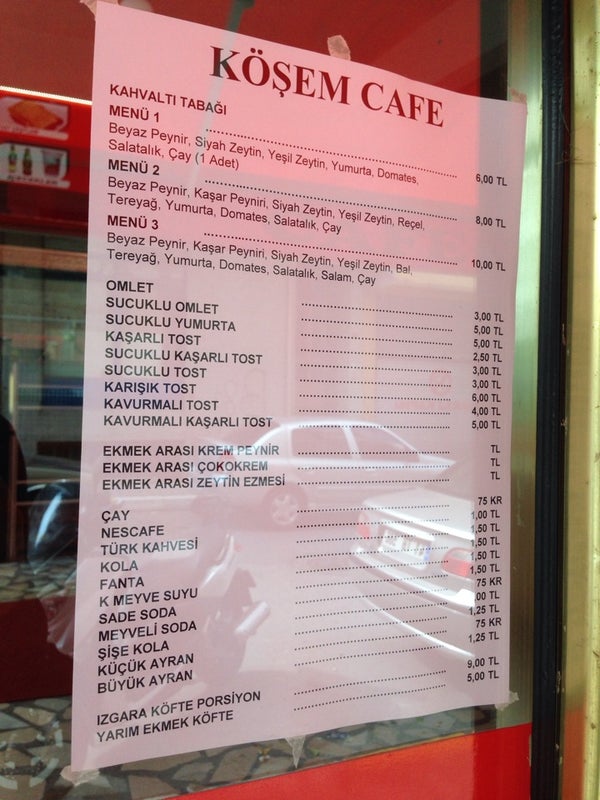 KÖŞEM CAFE
KAHVALTI TABAĞI
MENÜ 1 ........ 6,00 TL
Beyaz Peynir, Siyah Zeytin, Yeşil Zeytin, Yumurta, Domates,
Salatalık, Çay (1 Adet)
MENÜ 2 ........ 8,00 TL
Beyaz Peynir, Kaşar Peyniri, Siyah Zeytin, Yeşil Zeytin, Reçel,
Tereyağ, Yumurta, Domates, Salatalık, Çay
MENÜ 3 ........ 10,00 TL
Beyaz Peynir, Kaşar Peyniri, Siyah Zeytin, Yeşil Zeytin, Bal,
Tereyağ, Yumurta, Domates, Salatalık, Salam, Çay
OMLET ........ 3,00 TL
SUCUKLU OMLET ........ 5,00 TL
SUCUKLU YUMURTA ........ 5,00 TL
KAŞARLI TOST ........ 2,50 TL
SUCUKLU KAŞARLI TOST ........ 3,00 TL
SUCUKLU TOST ........ 3,00 TL
KARIŞIK TOST ........ 6,00 TL
KAVURMALI TOST ........ 4,00 TL
KAVURMALI KAŞARLI TOST ........ 5,00 TL
EKMEK ARASI KREM PEYNİR ........ TL
EKMEK ARASI ÇOKOKREM ........ TL
EKMEK ARASI ZEYTİN EZMESİ ........ TL
ÇAY ........ 75 KR
NESCAFE ........ 1,00 TL
TÜRK KAHVESİ ........ 1,50 TL
KOLA ........ 1,50 TL
FANTA ........ 1,50 TL
K MEYVE SUYU ........ 1,50 TL
SADE SODA ........ 75 KR
MEYVELİ SODA ........ ,00 TL
ŞİŞE KOLA ........ 1,25 TL
KÜÇÜK AYRAN ........ 75 KR
BÜYÜK AYRAN ........ 1,25 TL
IZGARA KÖFTE PORSİYON ........ 9,00 TL
YARIM EKMEK KÖFTE ........ 5,00 TL